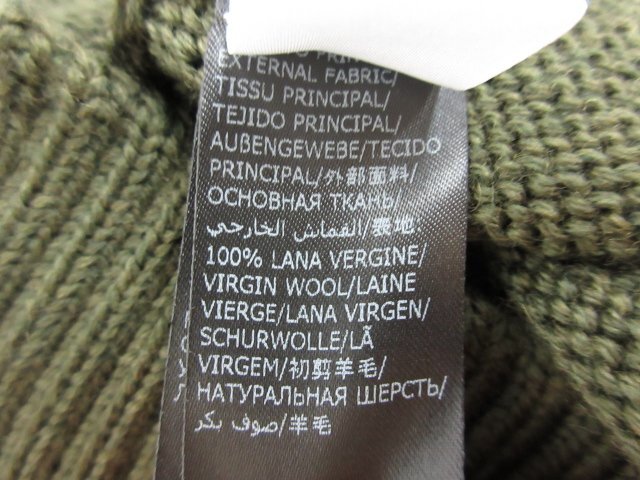 EXTERNAL FABRIC/
TISSU PRINCIPAL/
TEJIDO PRINCIPAL/
AUßENGEWEBE/TECIDO
PRINCIPAL/外部面料/
ОСНОВНАЯ ТКАНЬ/
القماش الخارجي/表地:
100% LANA VERGINE/
VIRGIN WOOL/LAINE
VIERGE/LANA VIRGEN/
SCHURWOLLE/LÃ
VIRGEM/初剪羊毛/
НАТУРАЛЬНАЯ ШЕРСТЬ/
صوف بكر/羊毛